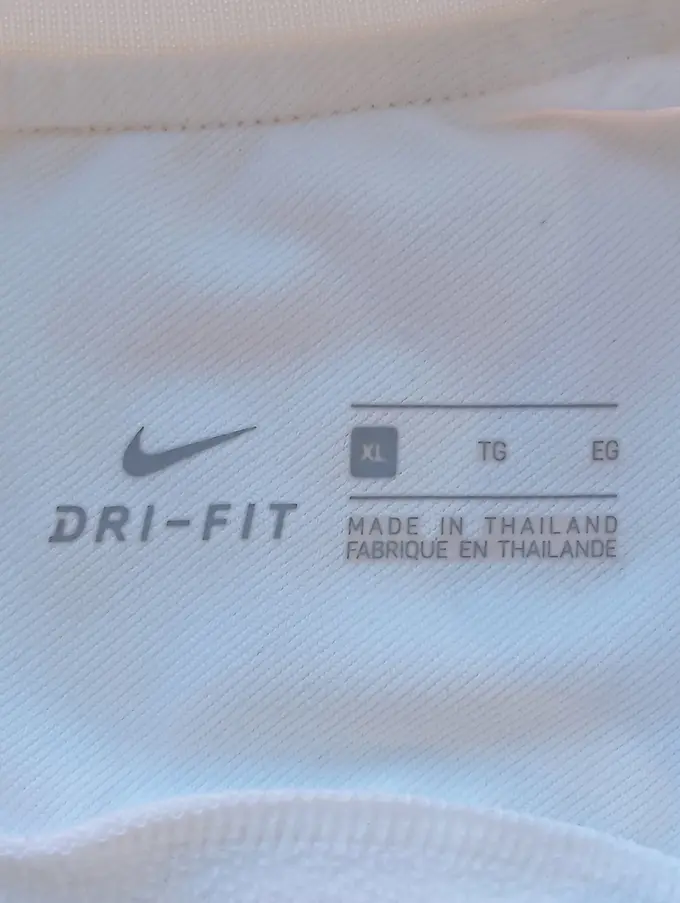 XL TG EG
DRI-FIT
MADE IN THAILAND
FABRIQUE EN THAILANDE